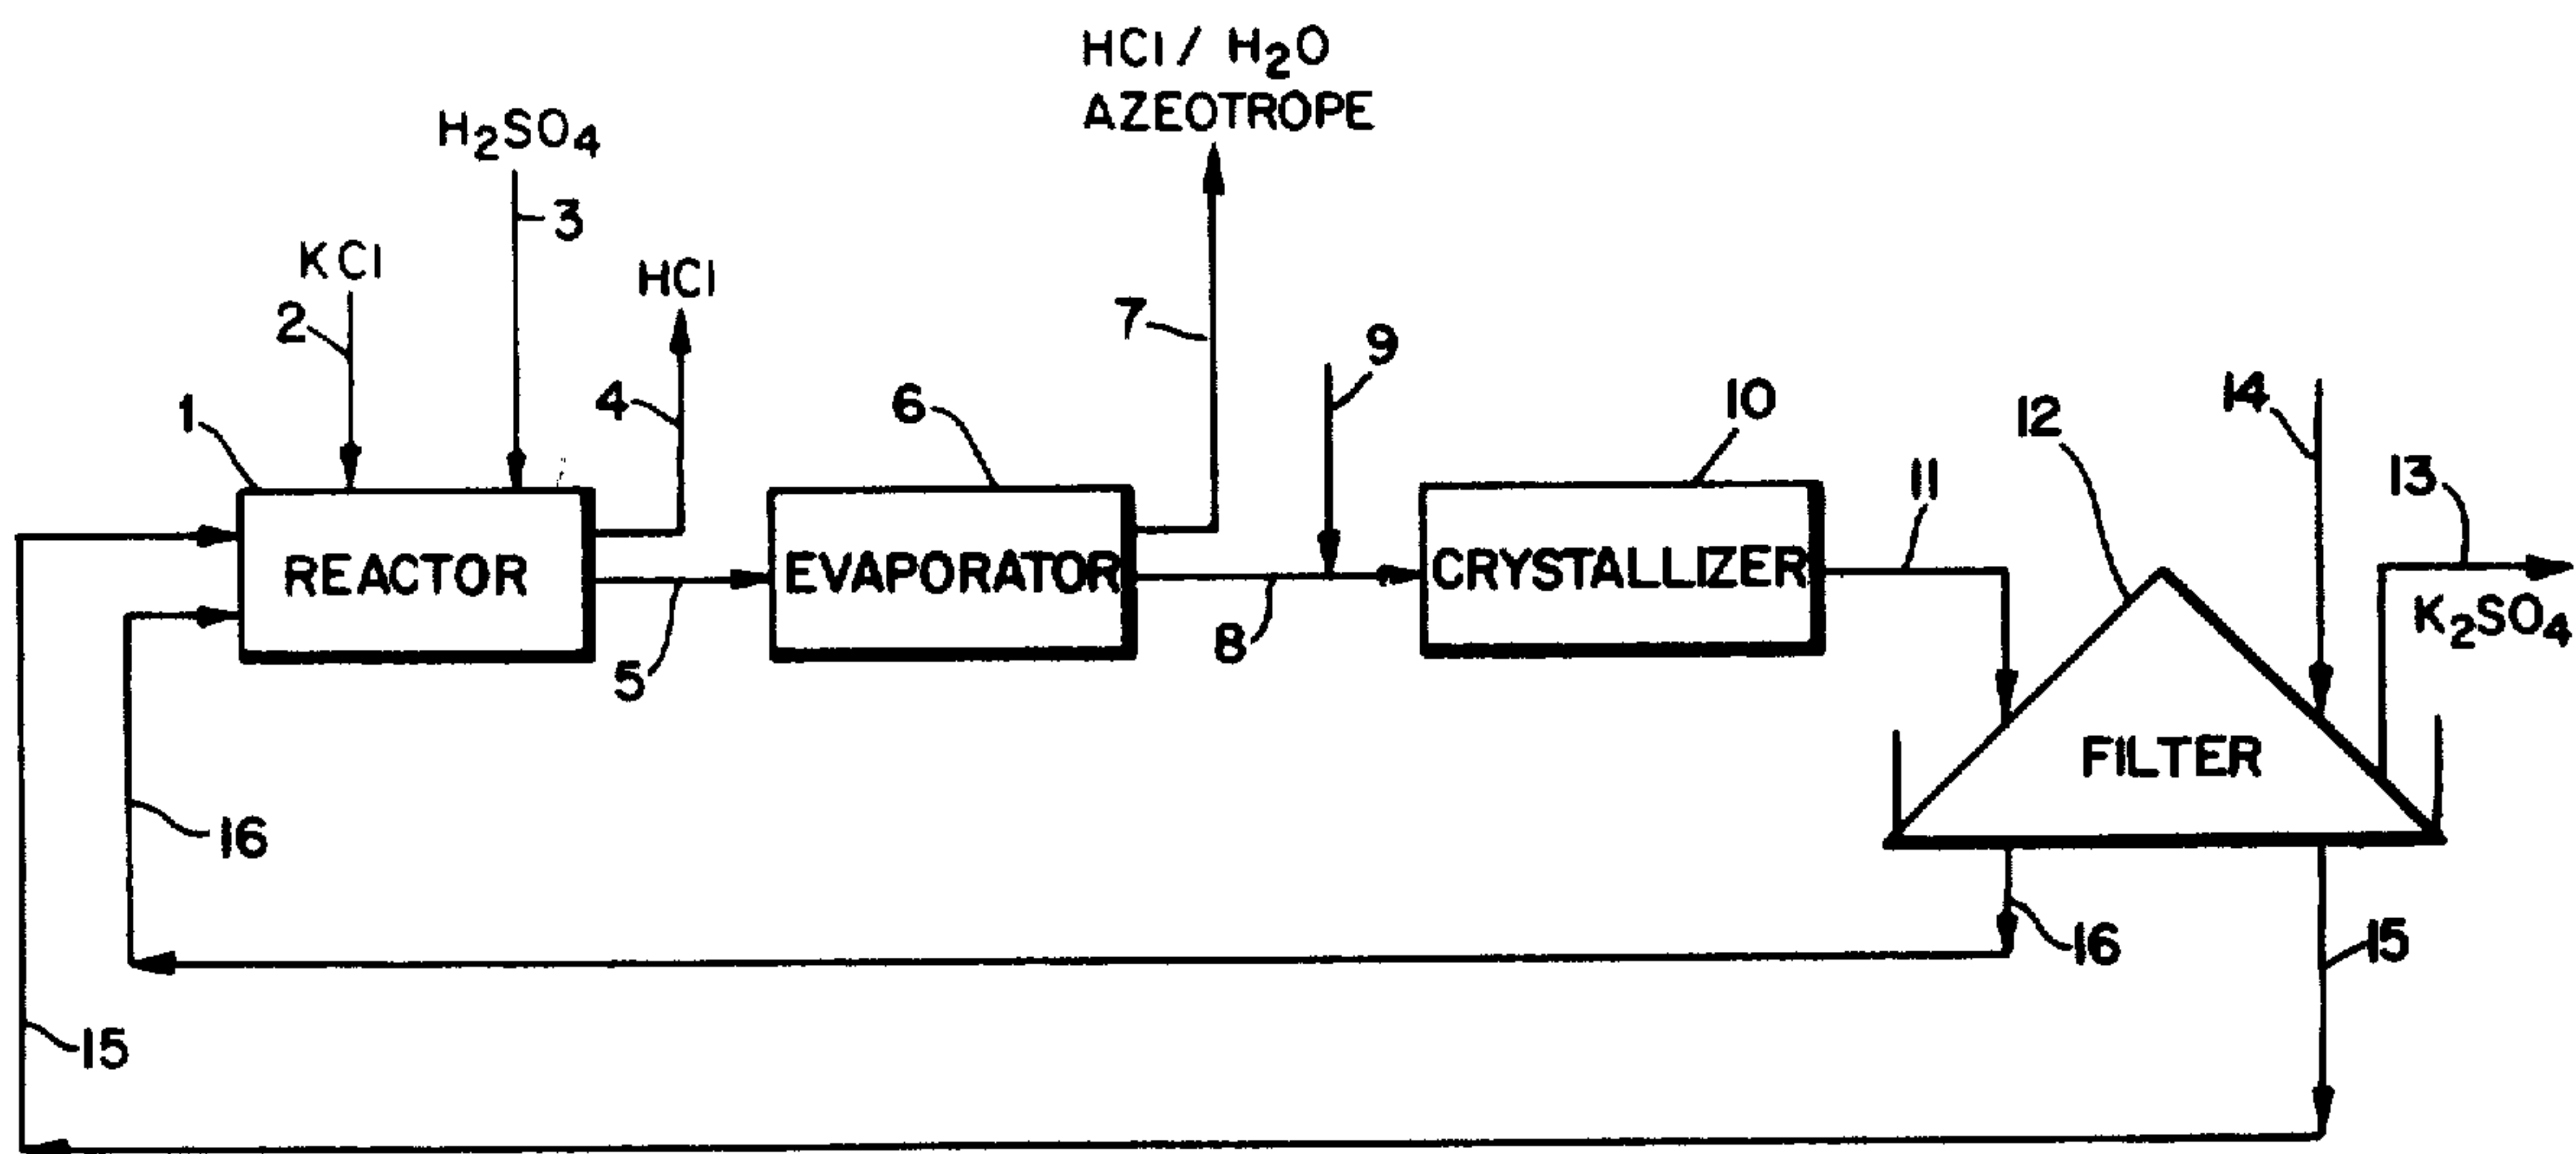 HCl / H₂O
AZEOTROPE
H₂SO₄
3
KCl
2
HCl
4
7
9
1
6
10
12
14
11
13
REACTOR
EVAPORATOR
CRYSTALLIZER
K₂SO₄
5
8
FILTER
16
16
15
15